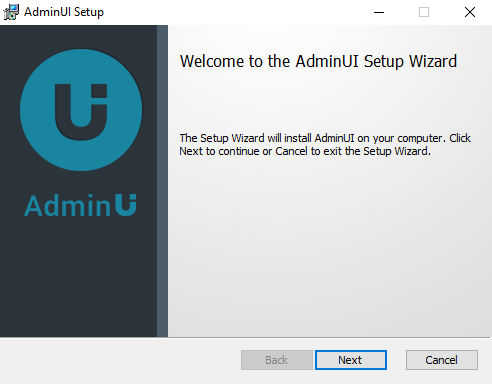 AdminUI Setup
Welcome to the AdminUI Setup Wizard
Ui
AdminUi
The Setup Wizard will install AdminUI on your computer. Click
Next to continue or Cancel to exit the Setup Wizard.
Back
Next
Cancel